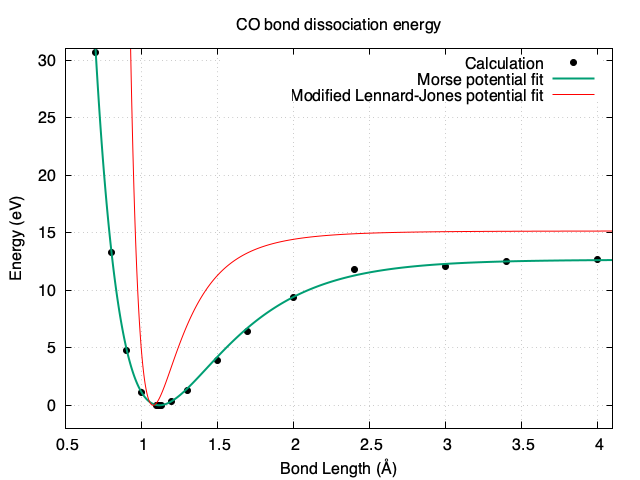 CO bond dissociation energy
Calculation
Morse potential fit
Modified Lennard-Jones potential fit
Energy (eV)
30
25
20
15
10
5
0
0.5 1 1.5 2 2.5 3 3.5 4
Bond Length (Å)